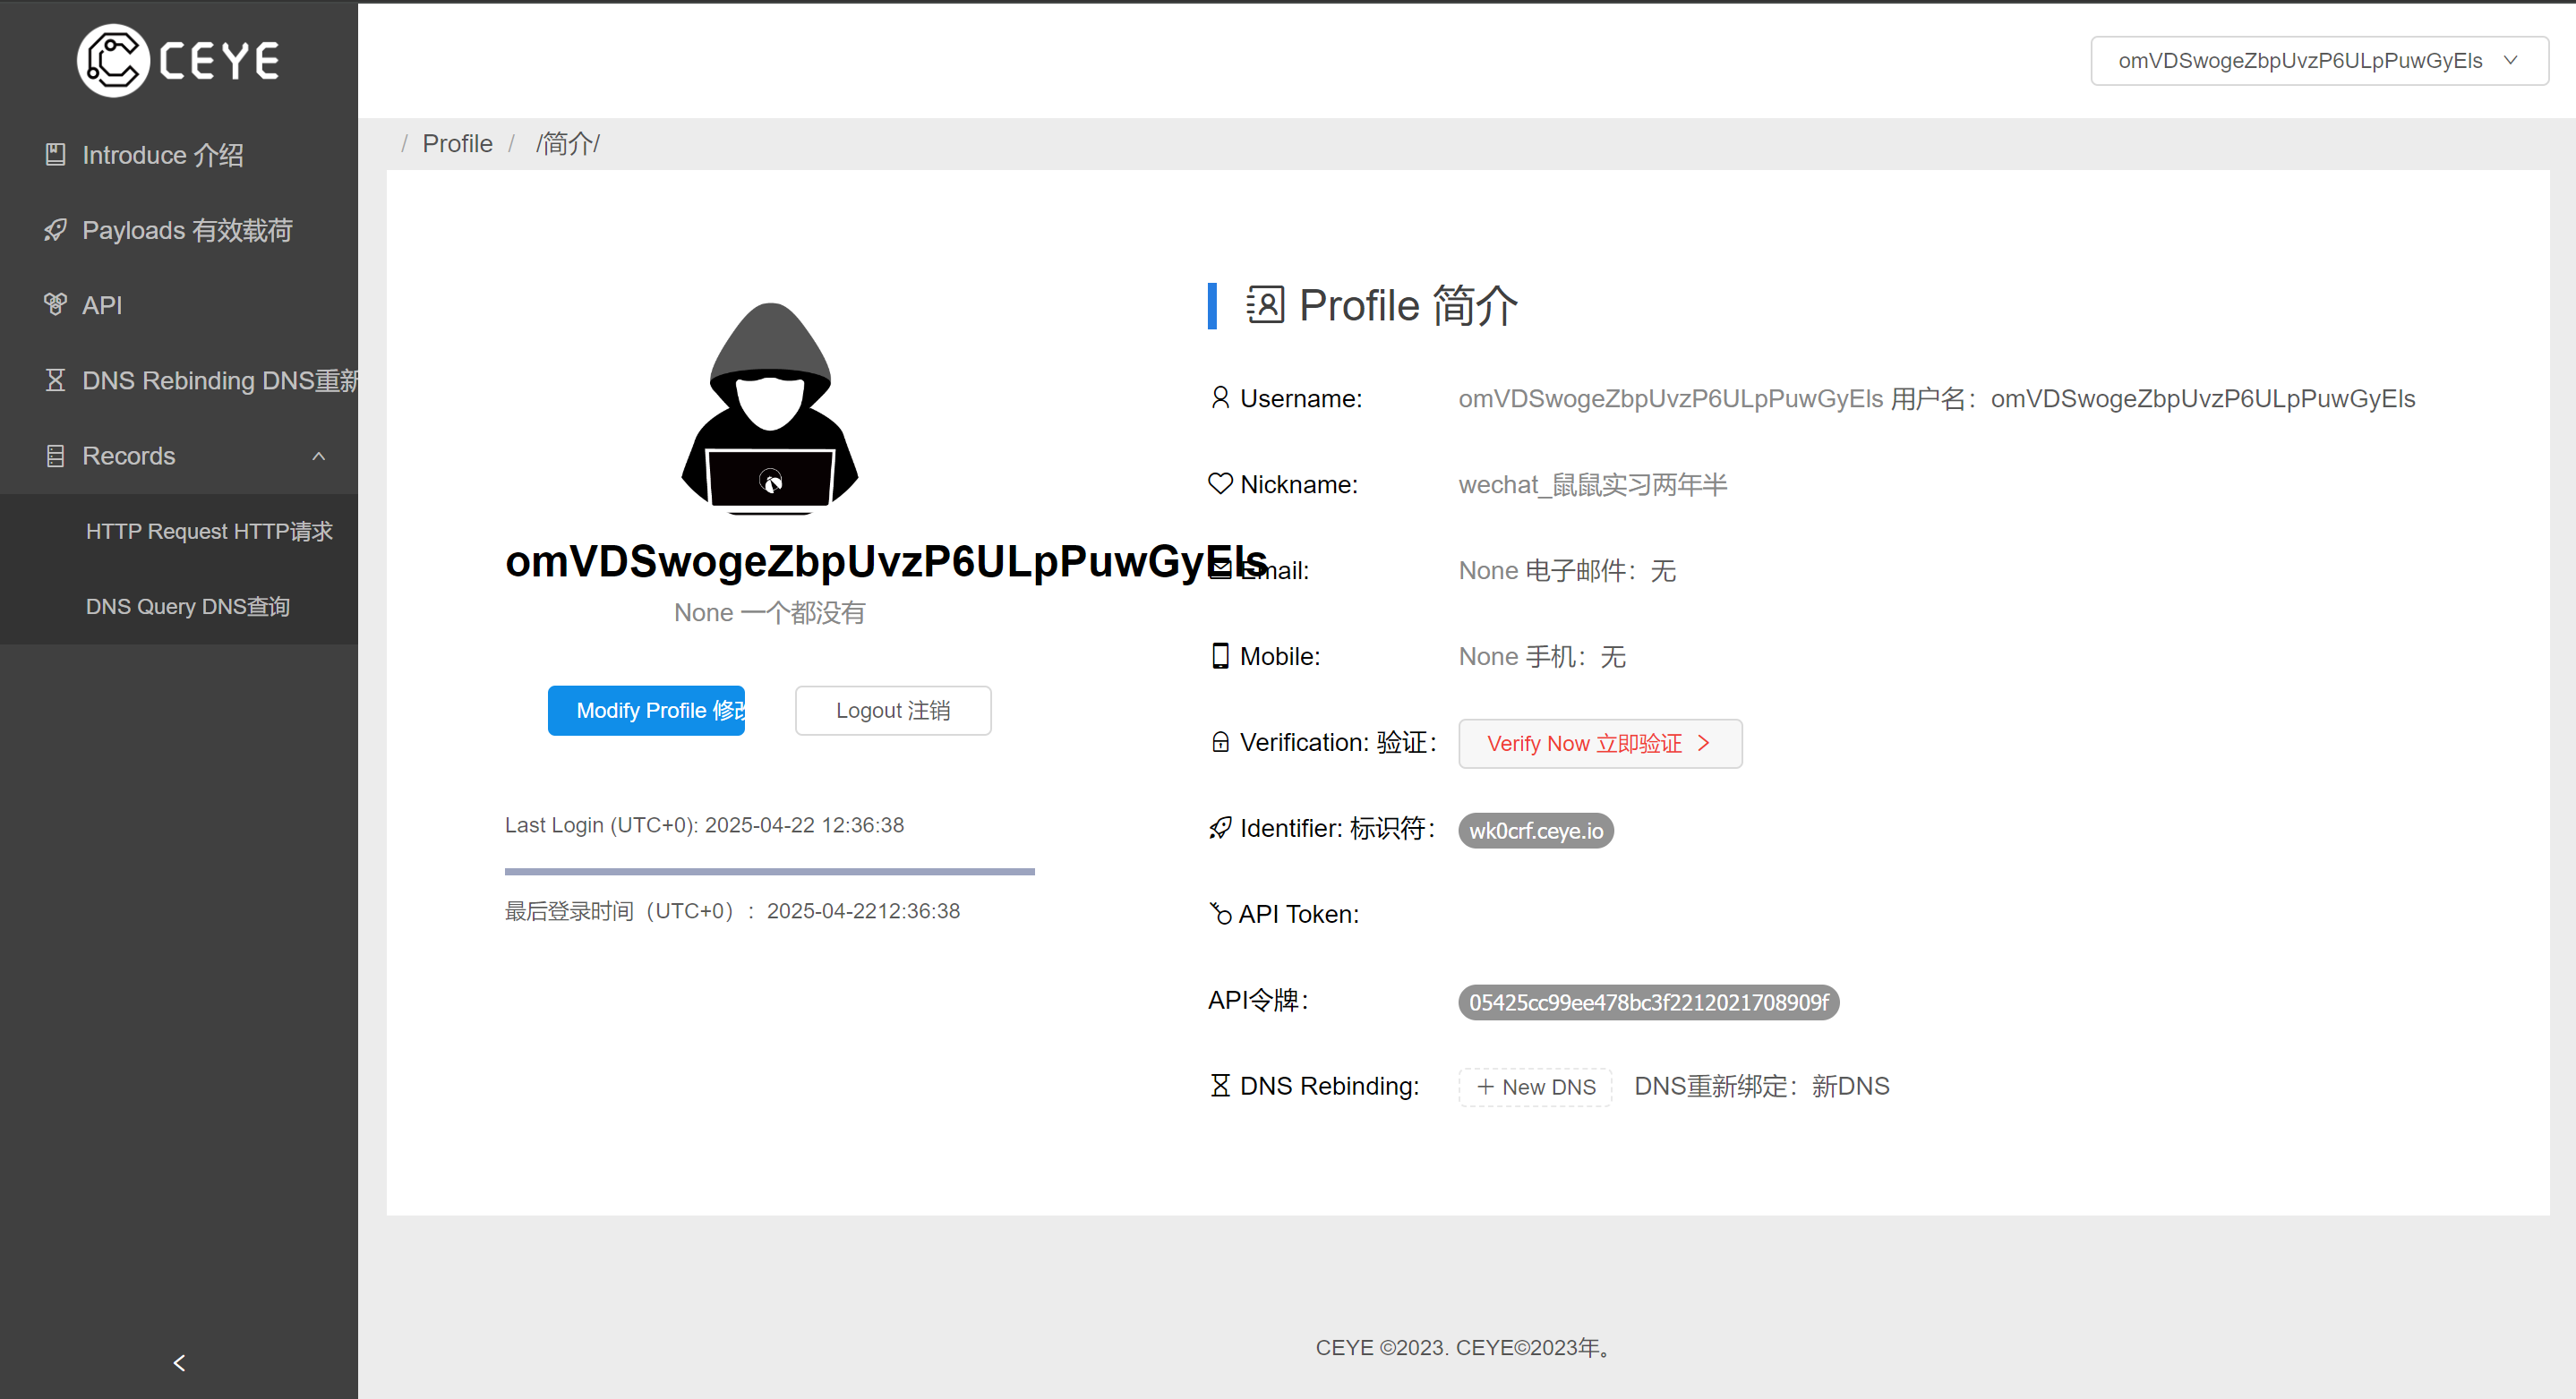 CEYE
omVDSwogeZbpUvzP6ULpPuwGyEls
Introduce 介绍
Payloads 有效载荷
API
DNS Rebinding DNS重新
Records
HTTP Request HTTP请求
DNS Query DNS查询
/ Profile / /简介/
omVDSwogeZbpUvzP6ULpPuwGyEls
None 一个都没有
Modify Profile 修改
Logout 注销
Last Login (UTC+0): 2025-04-22 12:36:38
最后登录时间（UTC+0）：2025-04-2212:36:38
Profile 简介
Username: omVDSwogeZbpUvzP6ULpPuwGyEls 用户名：omVDSwogeZbpUvzP6ULpPuwGyEls
Nickname: wechat_鼠鼠实习两年半
Email: None 电子邮件：无
Mobile: None 手机：无
Verification: 验证： Verify Now 立即验证
Identifier: 标识符： wk0crf.ceye.io
API Token:
API令牌： 05425cc99ee478bc3f2212021708909f
DNS Rebinding: + New DNS DNS重新绑定：新DNS
CEYE ©2023. CEYE©2023年。